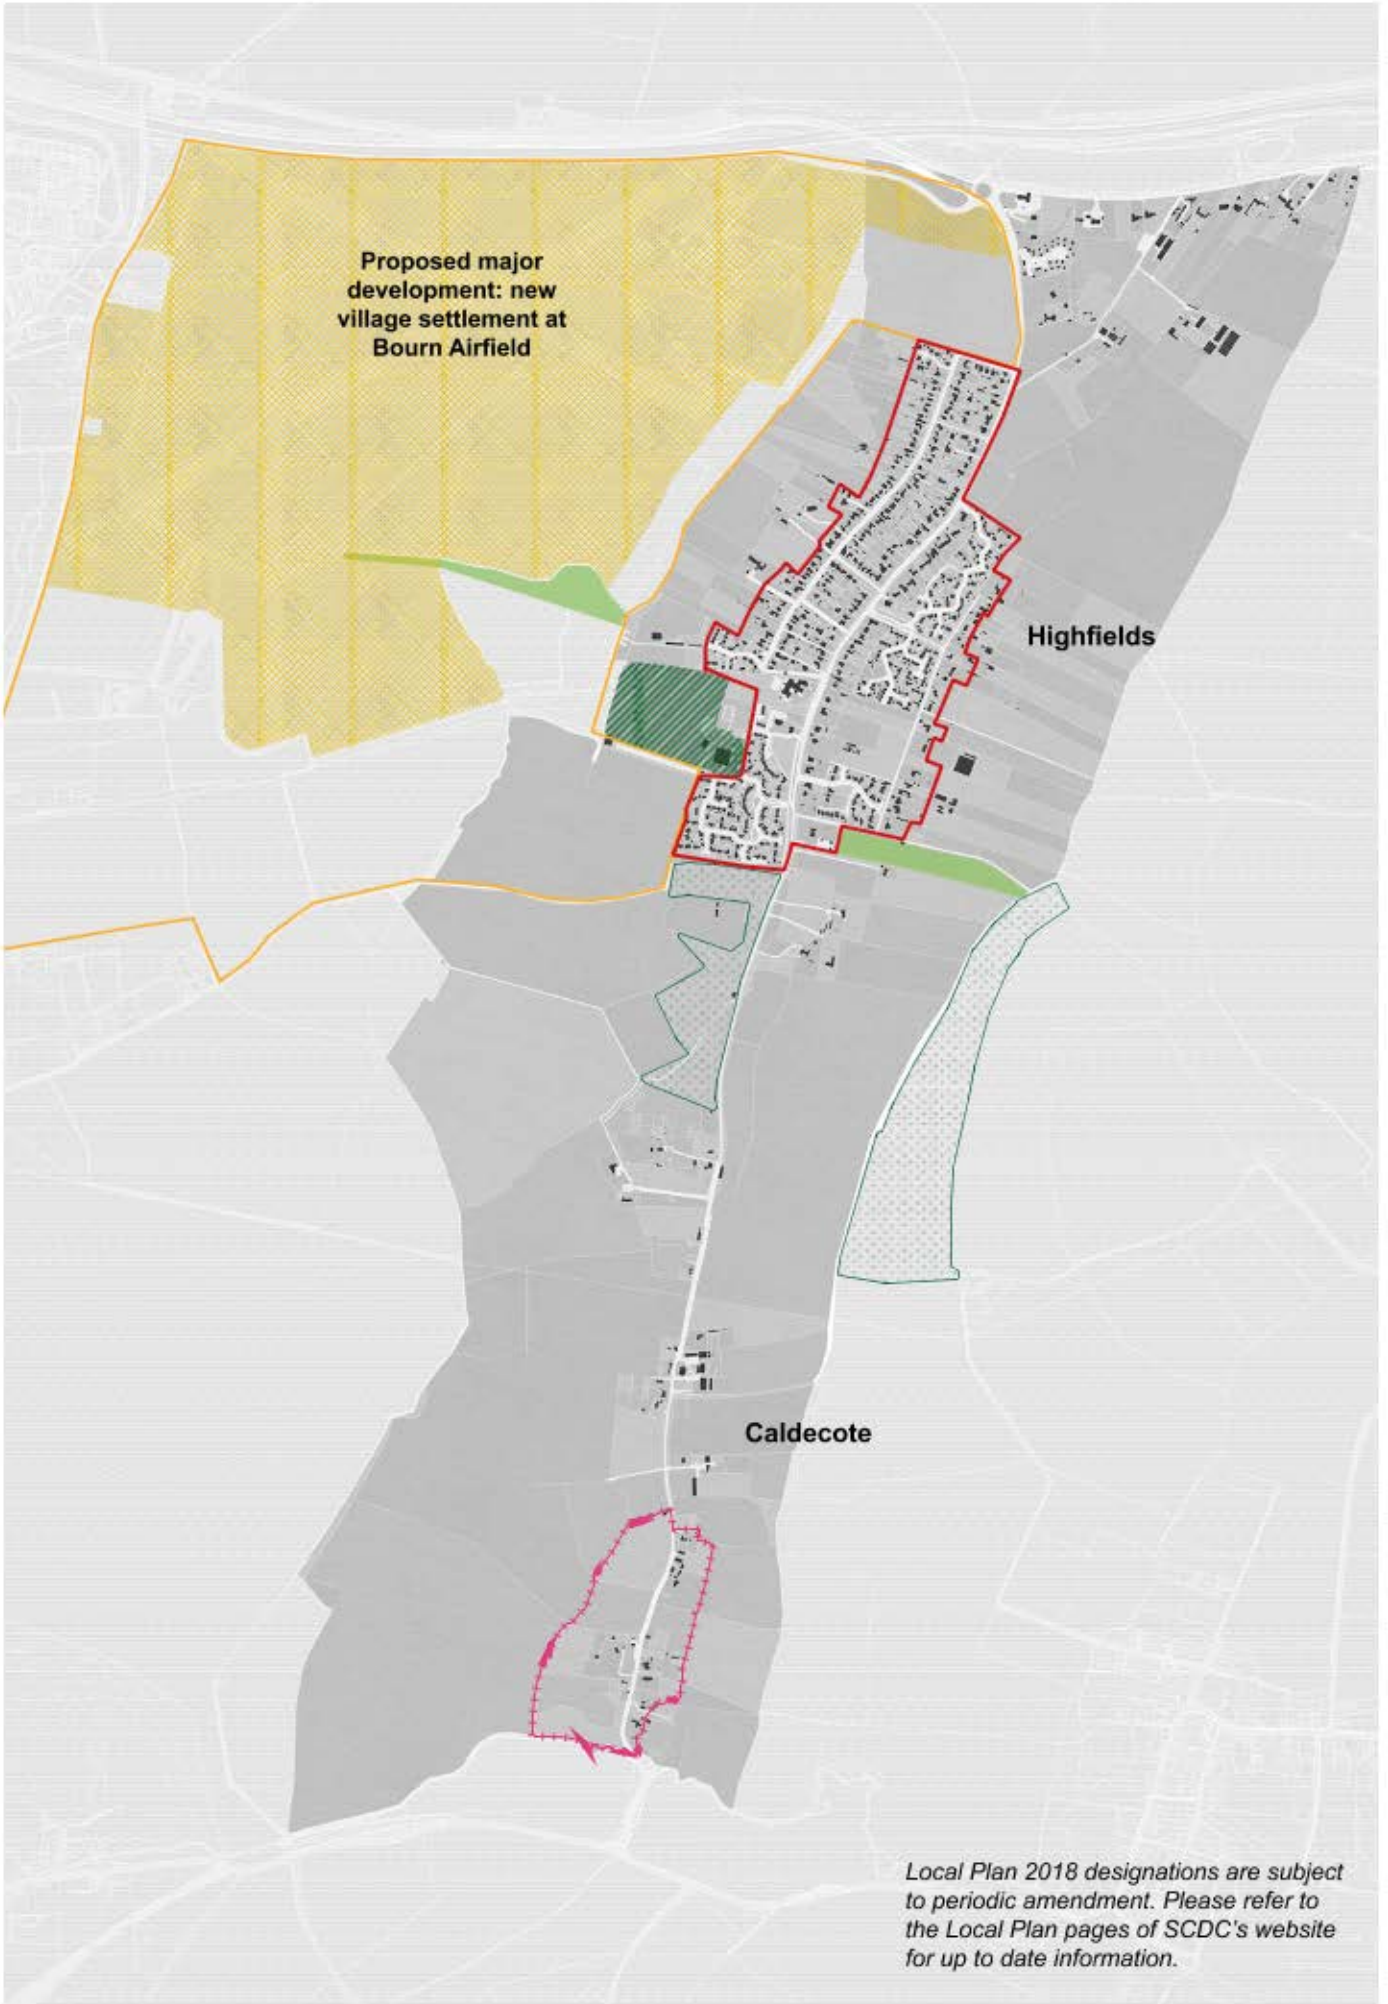 Proposed major
development: new
village settlement at
Bourn Airfield
Highfields
Caldecote
Local Plan 2018 designations are subject
to periodic amendment. Please refer to
the Local Plan pages of SCDC's website
for up to date information.